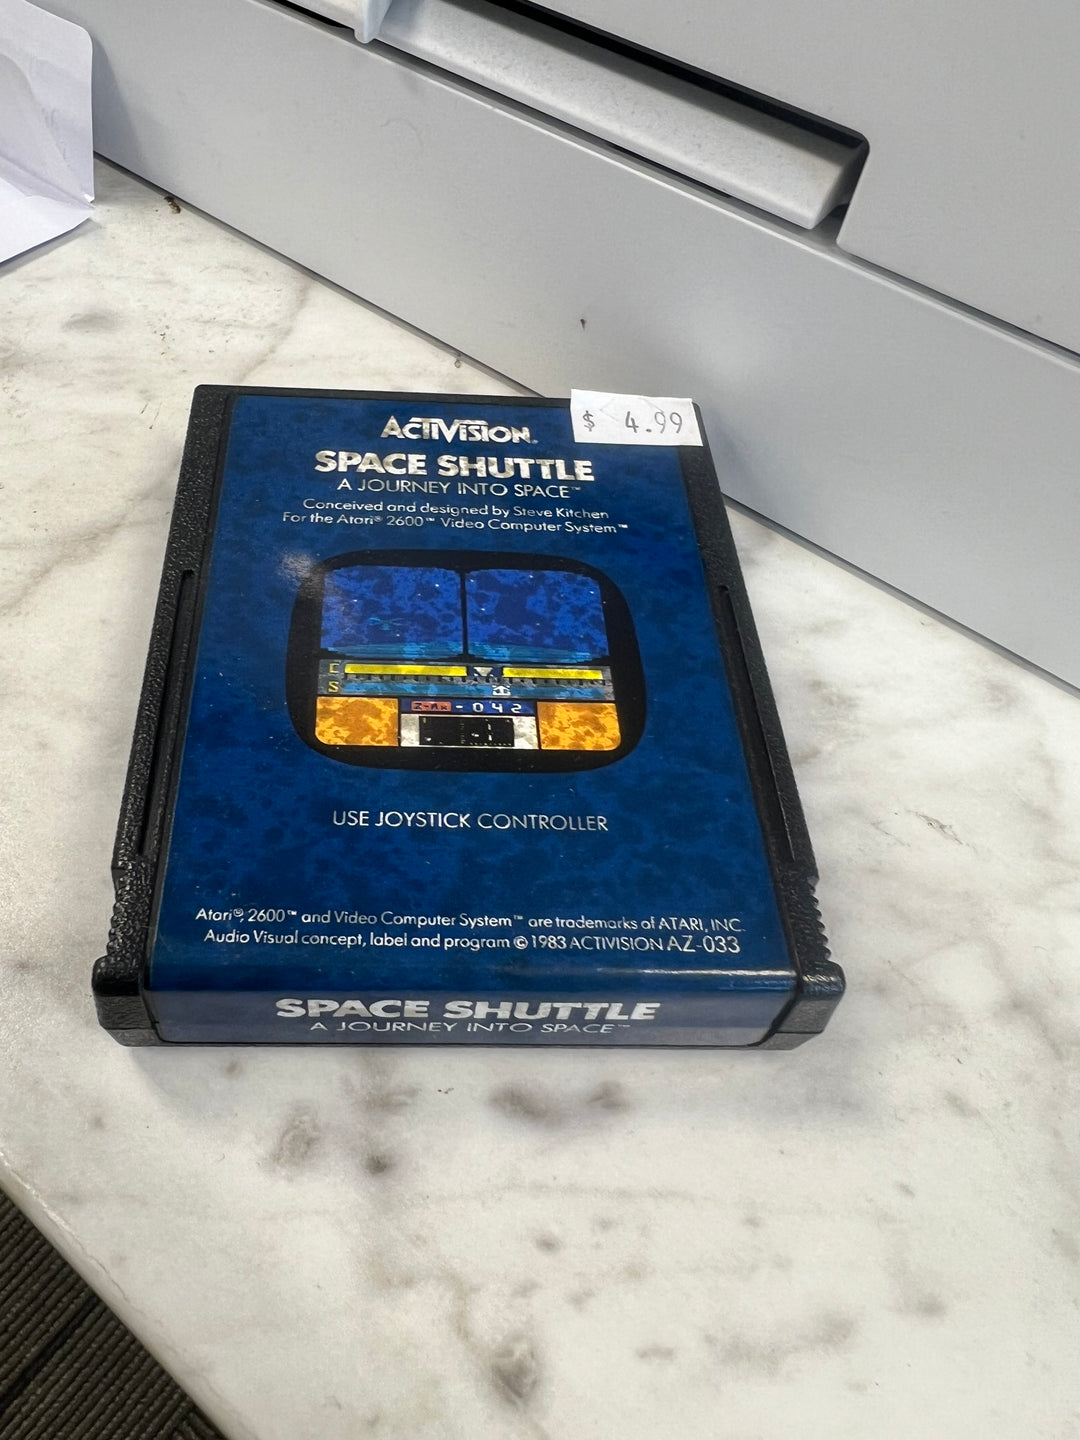 $ 4.99
ACTIVISION.
SPACE SHUTTLE
A JOURNEY INTO SPACE™
Conceived and designed by Steve Kitchen
For the Atari® 2600™ Video Computer System™
C
S
Z-Ax - 042
USE JOYSTICK CONTROLLER
Atari®, 2600™ and Video Computer System™ are trademarks of ATARI, INC.
Audio Visual concept, label and program © 1983 ACTIVISION AZ-033
SPACE SHUTTLE
A JOURNEY INTO SPACE™